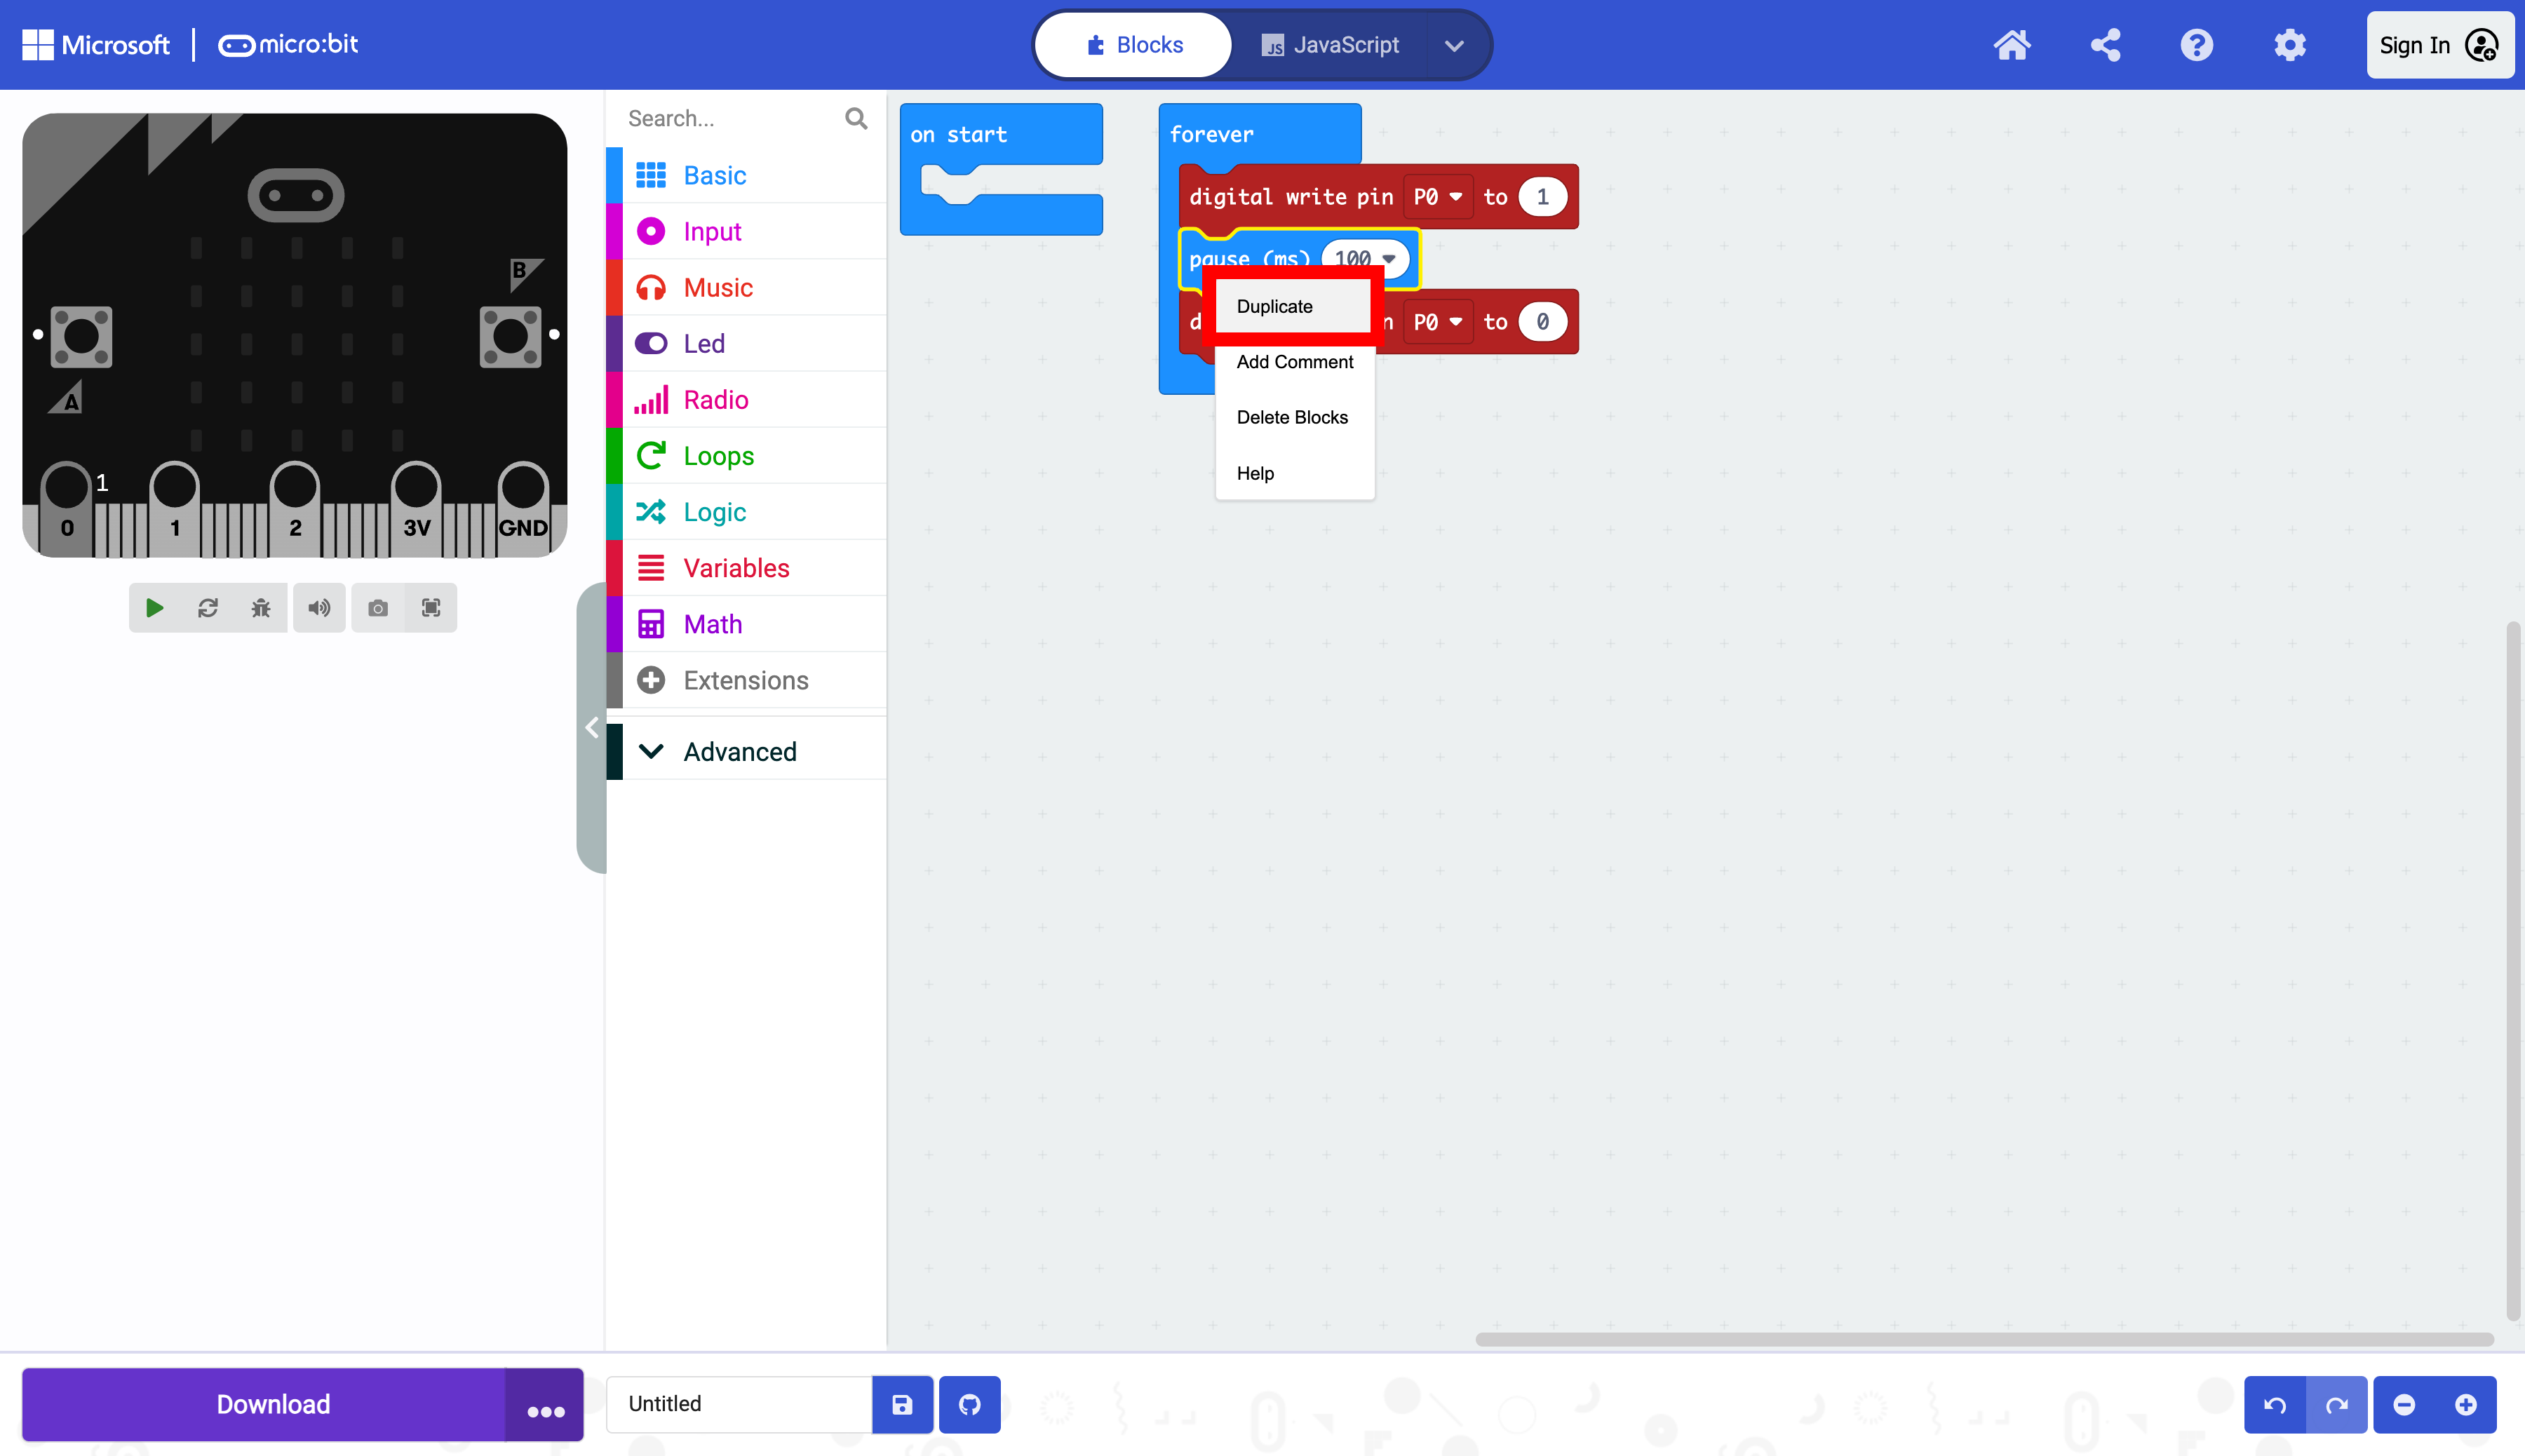 Microsoft micro:bit
Blocks
JavaScript
Sign In
B
A
1
0 1 2 3V GND
Search...
Basic
Input
Music
Led
Radio
Loops
Logic
Variables
Math
Extensions
Advanced
on start
forever
digital write pin P0 to 1
pause (ms) 100
P0 to 0
Duplicate
Add Comment
Delete Blocks
Help
Download
Untitled